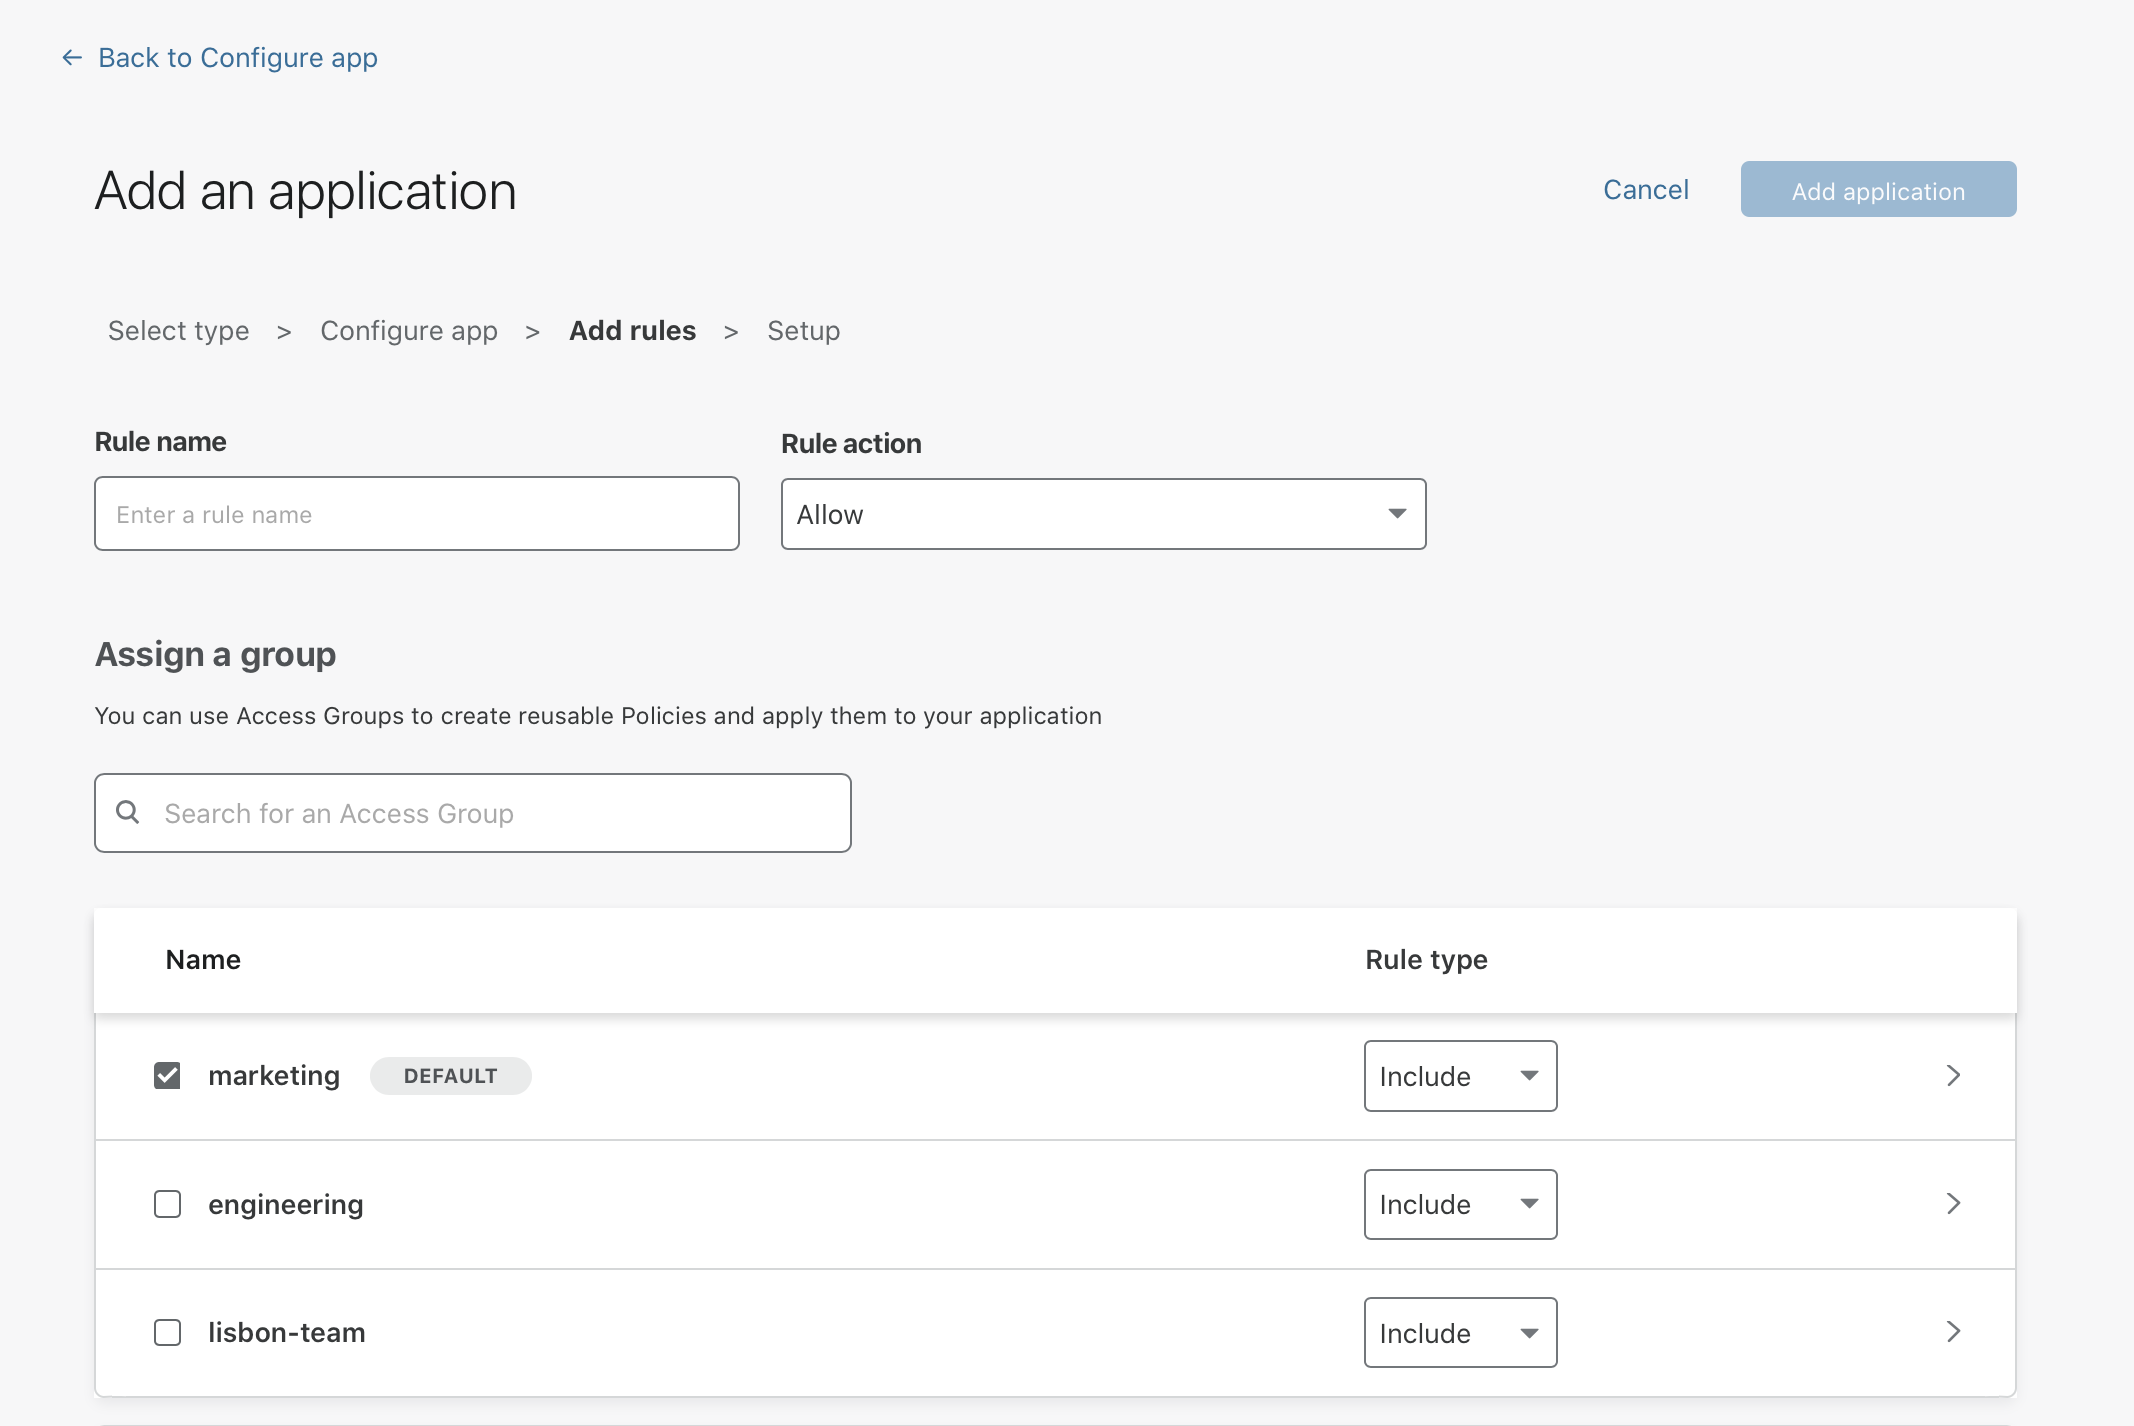 ← Back to Configure app
Add an application
Cancel
Add application
Select type > Configure app > Add rules > Setup
Rule name
Rule action
Enter a rule name
Allow
Assign a group
You can use Access Groups to create reusable Policies and apply them to your application
Search for an Access Group
Name Rule type
marketing DEFAULT Include
engineering Include
lisbon-team Include